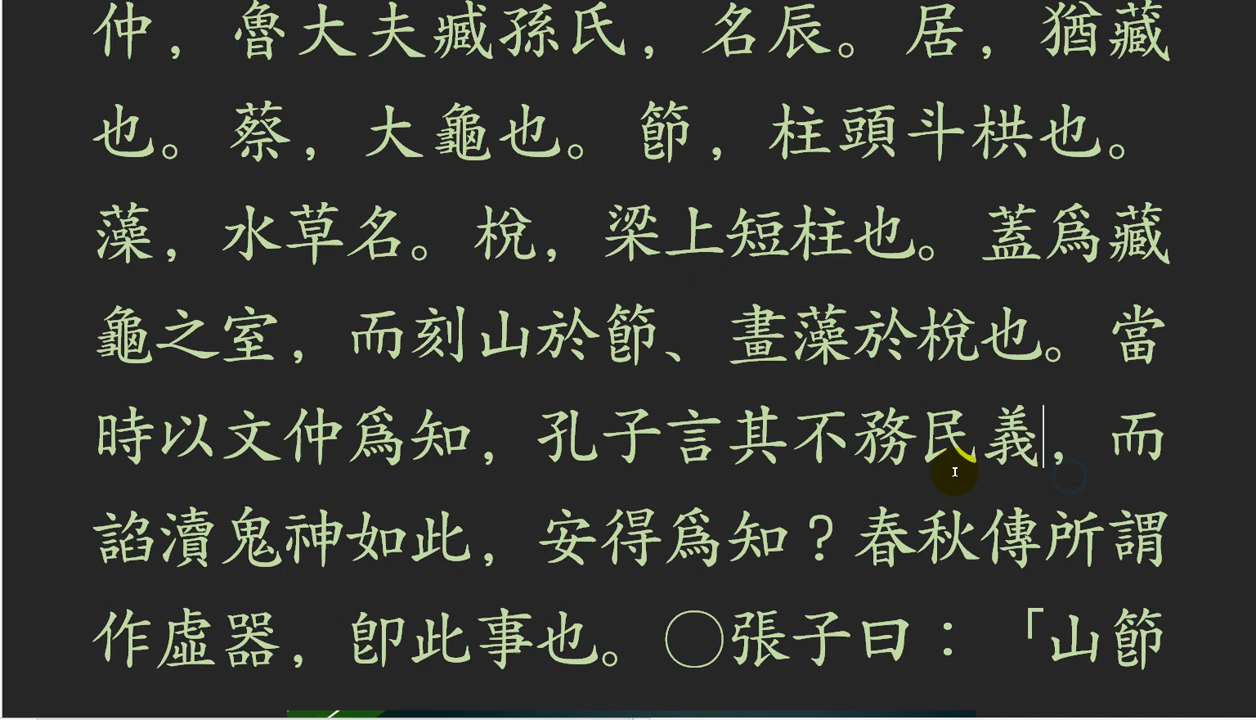 仲，魯大夫臧孫氏，名辰。居，猶藏
也。蔡，大龜也。節，柱頭斗栱也。
藻，水草名。梲，梁上短柱也。蓋爲藏
龜之室，而刻山於節、畫藻於梲也。當
時以文仲爲知，孔子言其不務民義，而
諂瀆鬼神如此，安得爲知？春秋傳所謂
作虛器，卽此事也。◯張子曰：「山節